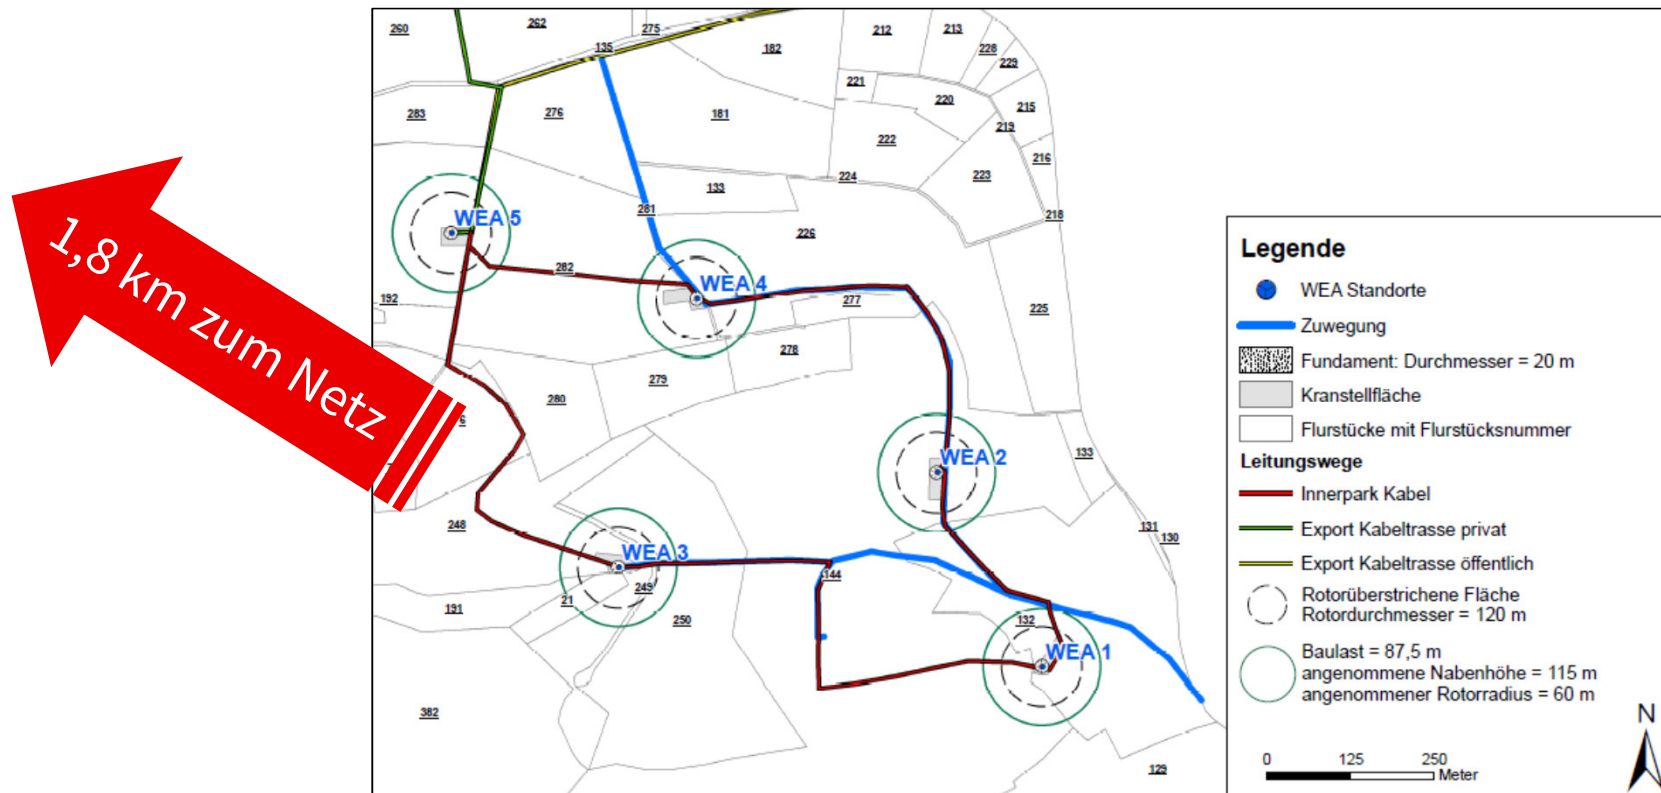 260
262
275
135
182
212
213
228
229
221
220
215
219
283
276
181
222
216
223
133
224
281
218
226
WEA 5
282
WEA 4
192
277
225
278
279
280
6
WEA 2
133
248
131
130
WEA 3
144
249
21
191
250
132
WEA 1
382
129
1,8 km zum Netz
Legende
WEA Standorte
Zuwegung
Fundament: Durchmesser = 20 m
Kranstellfläche
Flurstücke mit Flurstücksnummer
Leitungswege
Innerpark Kabel
Export Kabeltrasse privat
Export Kabeltrasse öffentlich
Rotorüberstrichene Fläche
Rotordurchmesser = 120 m
Baulast = 87,5 m
angenommene Nabenhöhe = 115 m
angenommener Rotorradius = 60 m
N
0 125 250
Meter